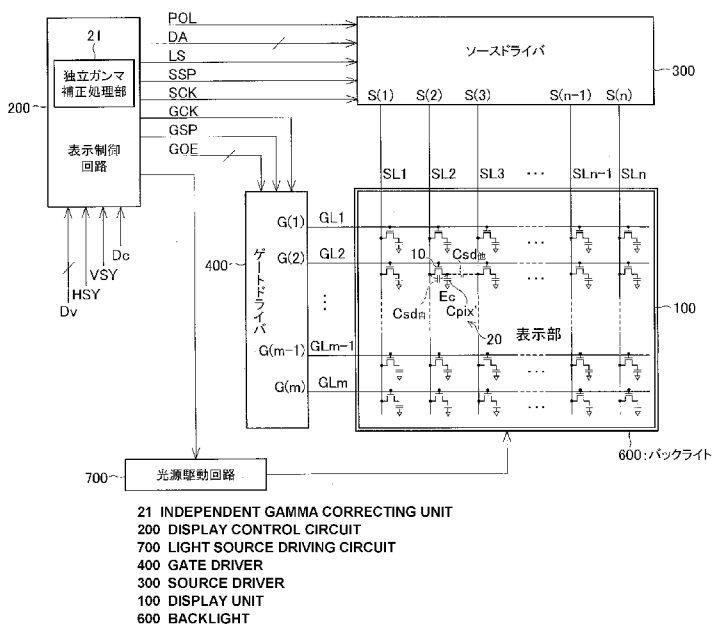 21
独立ガンマ
補正処理部
200
表示制御
回路
POL
DA
LS
SSP
SCK
GCK
GSP
GOE
ソースドライバ
300
S(1) S(2) S(3) S(n-1) S(n)
SL1 SL2 SL3 ··· SLn-1 SLn
Dv
HSY
VSY
Dc
400
ゲートドライバ
G(1) GL1
G(2) GL2
⋮
G(m-1) GLm-1
G(m) GLm
10
Csd他
Csd自
Ec
Cpix
20
表示部
100
··· 
···
···
···
600:バックライト
700
光源駆動回路
21 INDEPENDENT GAMMA CORRECTING UNIT
200 DISPLAY CONTROL CIRCUIT
700 LIGHT SOURCE DRIVING CIRCUIT
400 GATE DRIVER
300 SOURCE DRIVER
100 DISPLAY UNIT
600 BACKLIGHT